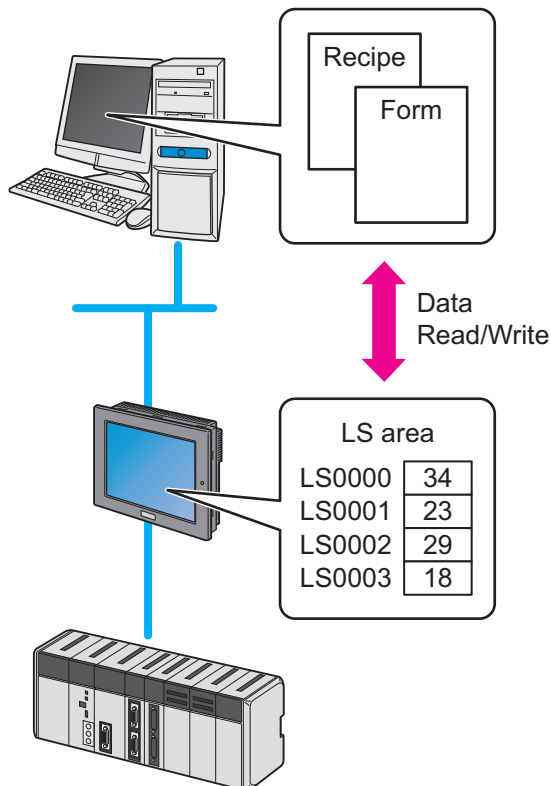 Recipe
Form
Data
Read/Write
LS area
LS0000 34
LS0001 23
LS0002 29
LS0003 18